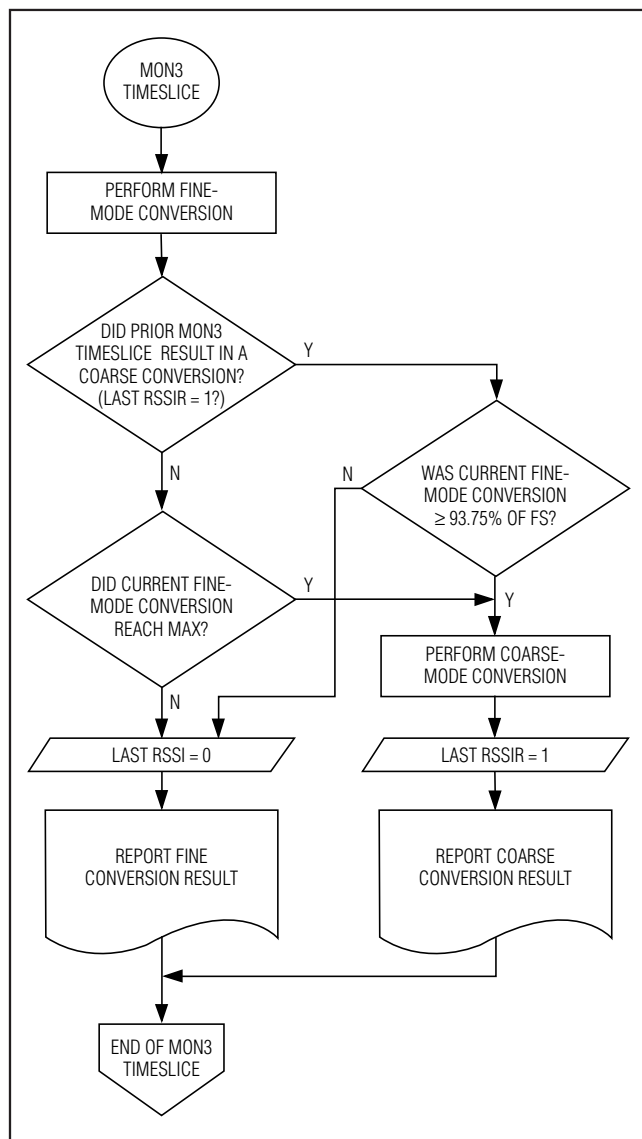 MON3
TIMESLICE
PERFORM FINE-
MODE CONVERSION
DID PRIOR MON3
TIMESLICE RESULT IN A
COARSE CONVERSION?
(LAST RSSIR = 1?)
Y
N
N
WAS CURRENT FINE-
MODE CONVERSION
≥ 93.75% OF FS?
DID CURRENT FINE-
MODE CONVERSION
REACH MAX?
Y
Y
N
PERFORM COARSE-
MODE CONVERSION
LAST RSSI = 0
LAST RSSIR = 1
REPORT FINE
CONVERSION RESULT
REPORT COARSE
CONVERSION RESULT
END OF MON3
TIMESLICE